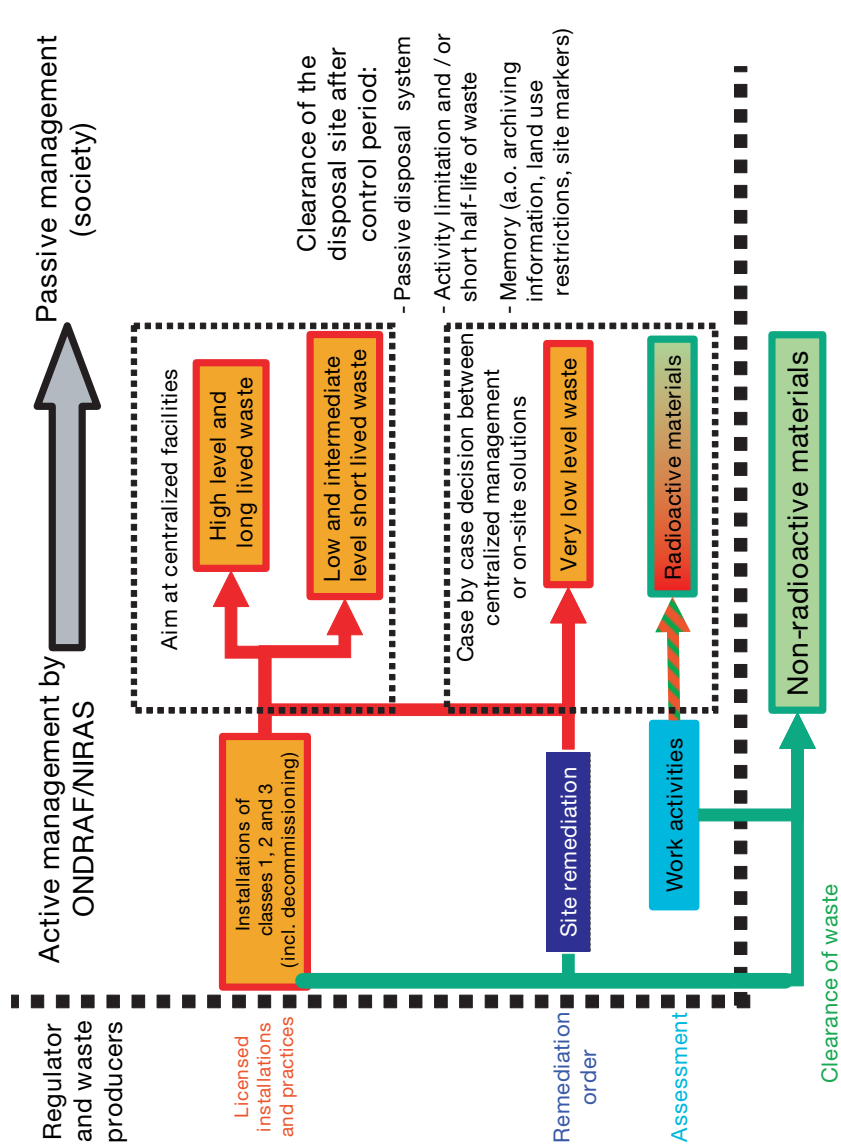 Regulator
and waste
producers
Active management by
ONDRAF/NIRAS
Passive management
(society)
Licensed
installations
and practices
Installations of
classes 1, 2 and 3
(incl. decommissioning)
Aim at centralized facilities
High level and
long lived waste
Low and intermediate
level short lived waste
Clearance of the
disposal site after
control period:
- Passive disposal system
- Activity limitation and / or
short half-life of waste
- Memory (a.o. archiving
information, land use
restrictions, site markers)
Case by case decision between
centralized management
or on-site solutions
Remediation
order
Site remediation
Very low level waste
Assessment
Work activities
Radioactive materials
Clearance of waste
Non-radioactive materials